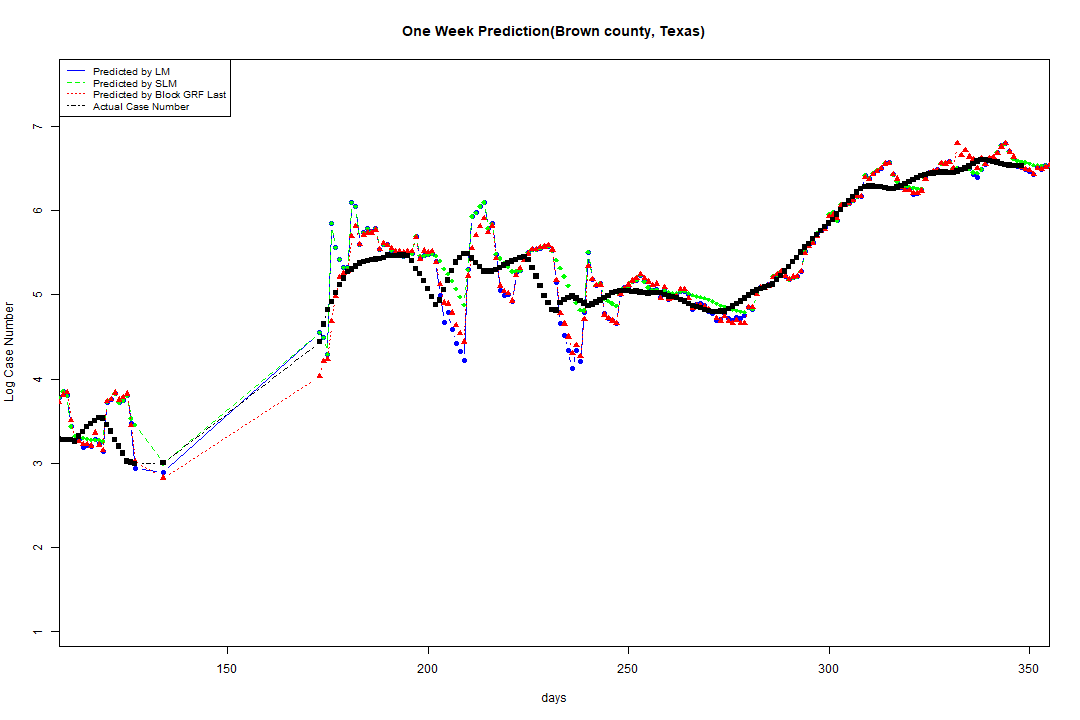 One Week Prediction(Brown county, Texas)
Predicted by LM
Predicted by SLM
Predicted by Block GRF Last
Actual Case Number
Log Case Number
7
6
5
4
3
2
1
150 200 250 300 350
days